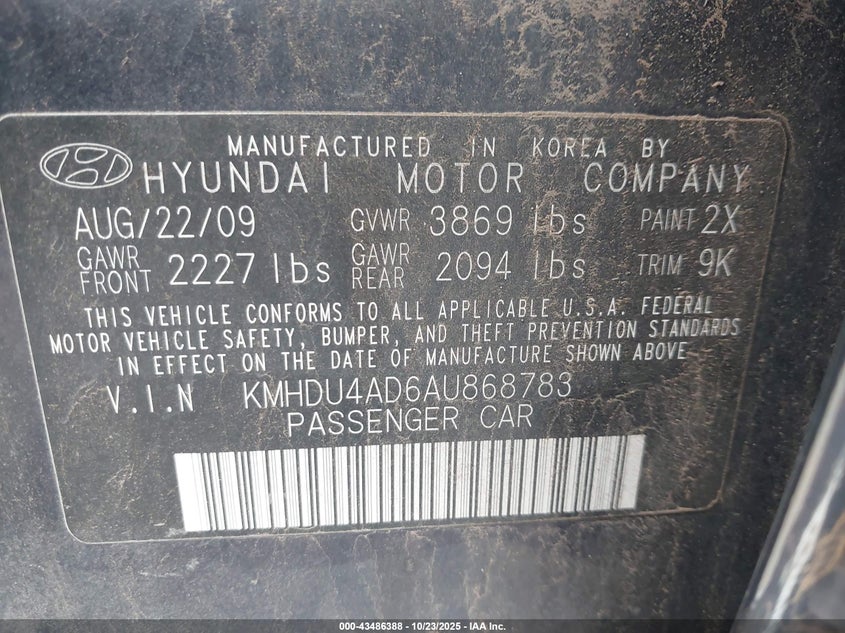 MANUFACTURED IN KOREA BY
HYUNDAI MOTOR COMPANY
AUG/22/09 GVWR 3869 lbs PAINT 2X
GAWR FRONT 2227 lbs GAWR REAR 2094 lbs TRIM 9K
THIS VEHICLE CONFORMS TO ALL APPLICABLE U.S.A. FEDERAL
MOTOR VEHICLE SAFETY, BUMPER, AND THEFT PREVENTION STANDARDS
IN EFFECT ON THE DATE OF MANUFACTURE SHOWN ABOVE
V.I.N KMHDU4AD6AU868783
PASSENGER CAR
000-43486388 - 10/23/2025 - IAA Inc.